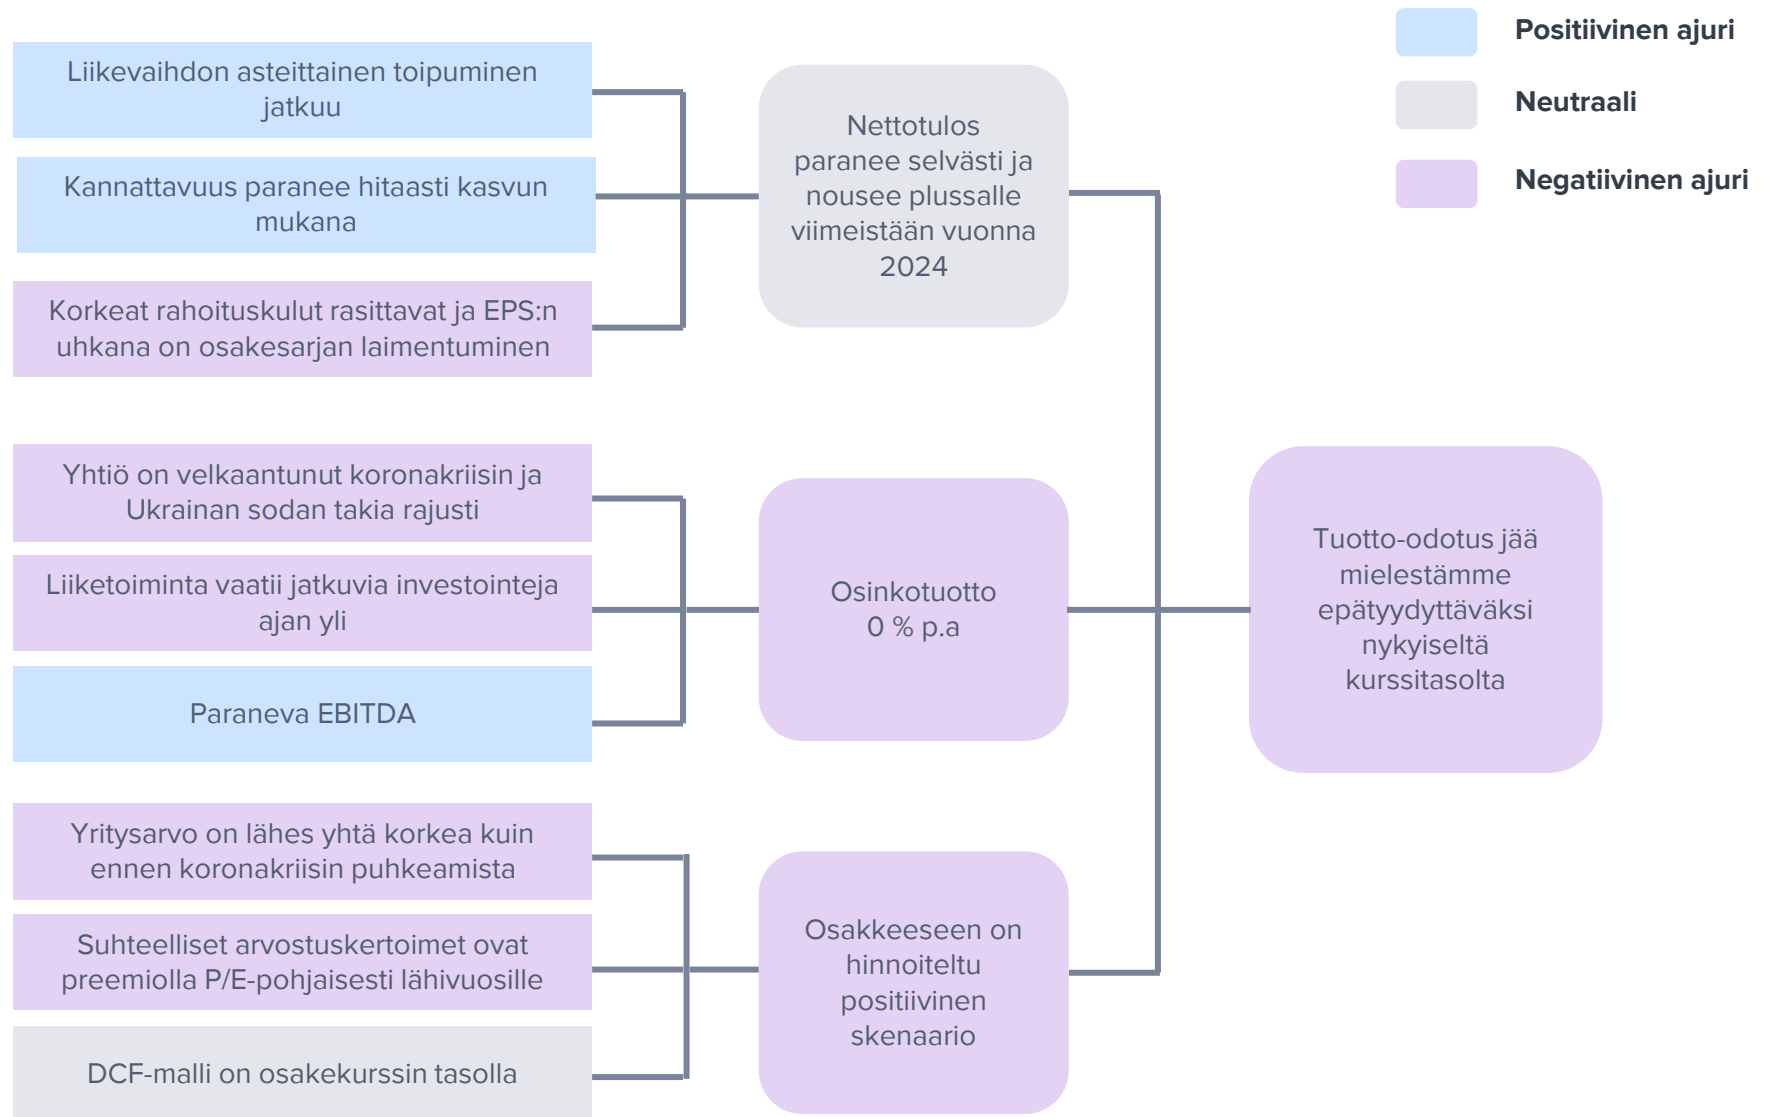 Positiivinen ajuri
Neutraali
Negatiivinen ajuri
Liikevaihdon asteittainen toipuminen
jatkuu
Kannattavuus paranee hitaasti kasvun
mukana
Korkeat rahoituskulut rasittavat ja EPS:n
uhkana on osakesarjan laimentuminen
Nettotulos
paranee selvästi ja
nousee plussalle
viimeistään vuonna
2024
Yhtiö on velkaantunut koronakriisin ja
Ukrainan sodan takia rajusti
Liiketoiminta vaatii jatkuvia investointeja
ajan yli
Paraneva EBITDA
Osinkotuotto
0 % p.a
Yritysarvo on lähes yhtä korkea kuin
ennen koronakriisin puhkeamista
Suhteelliset arvostuskertoimet ovat
preemiolla P/E-pohjaisesti lähivuosille
DCF-malli on osakekurssin tasolla
Osakkeeseen on
hinnoiteltu
positiivinen
skenaario
Tuotto-odotus jää
mielestämme
epätyydyttäväksi
nykyiseltä
kurssitasolta